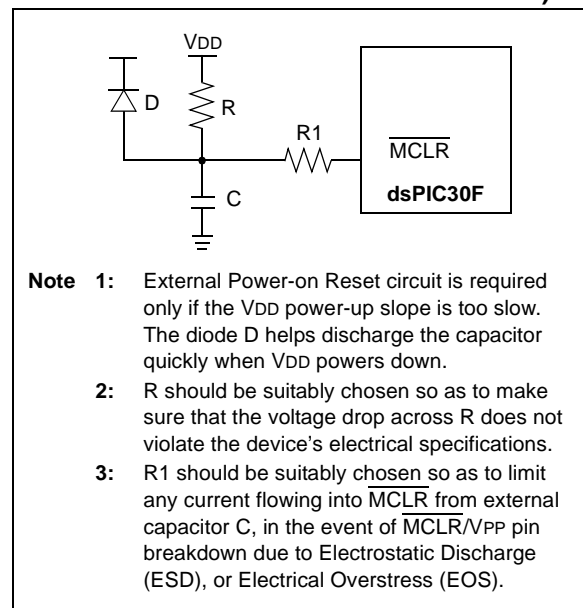 VDD
D
R
R1
MCLR
dsPIC30F
C
Note 1: External Power-on Reset circuit is required
only if the VDD power-up slope is too slow.
The diode D helps discharge the capacitor
quickly when VDD powers down.
2: R should be suitably chosen so as to make
sure that the voltage drop across R does not
violate the device's electrical specifications.
3: R1 should be suitably chosen so as to limit
any current flowing into MCLR from external
capacitor C, in the event of MCLR/VPP pin
breakdown due to Electrostatic Discharge
(ESD), or Electrical Overstress (EOS).